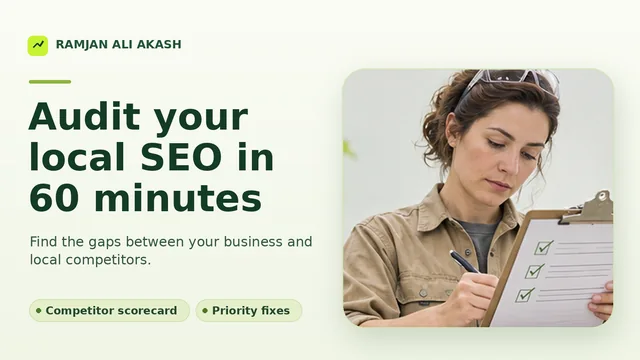 RAMJAN ALI AKASH
Audit your
local SEO in
60 minutes
Find the gaps between your business and
local competitors.
Competitor scorecard
Priority fixes